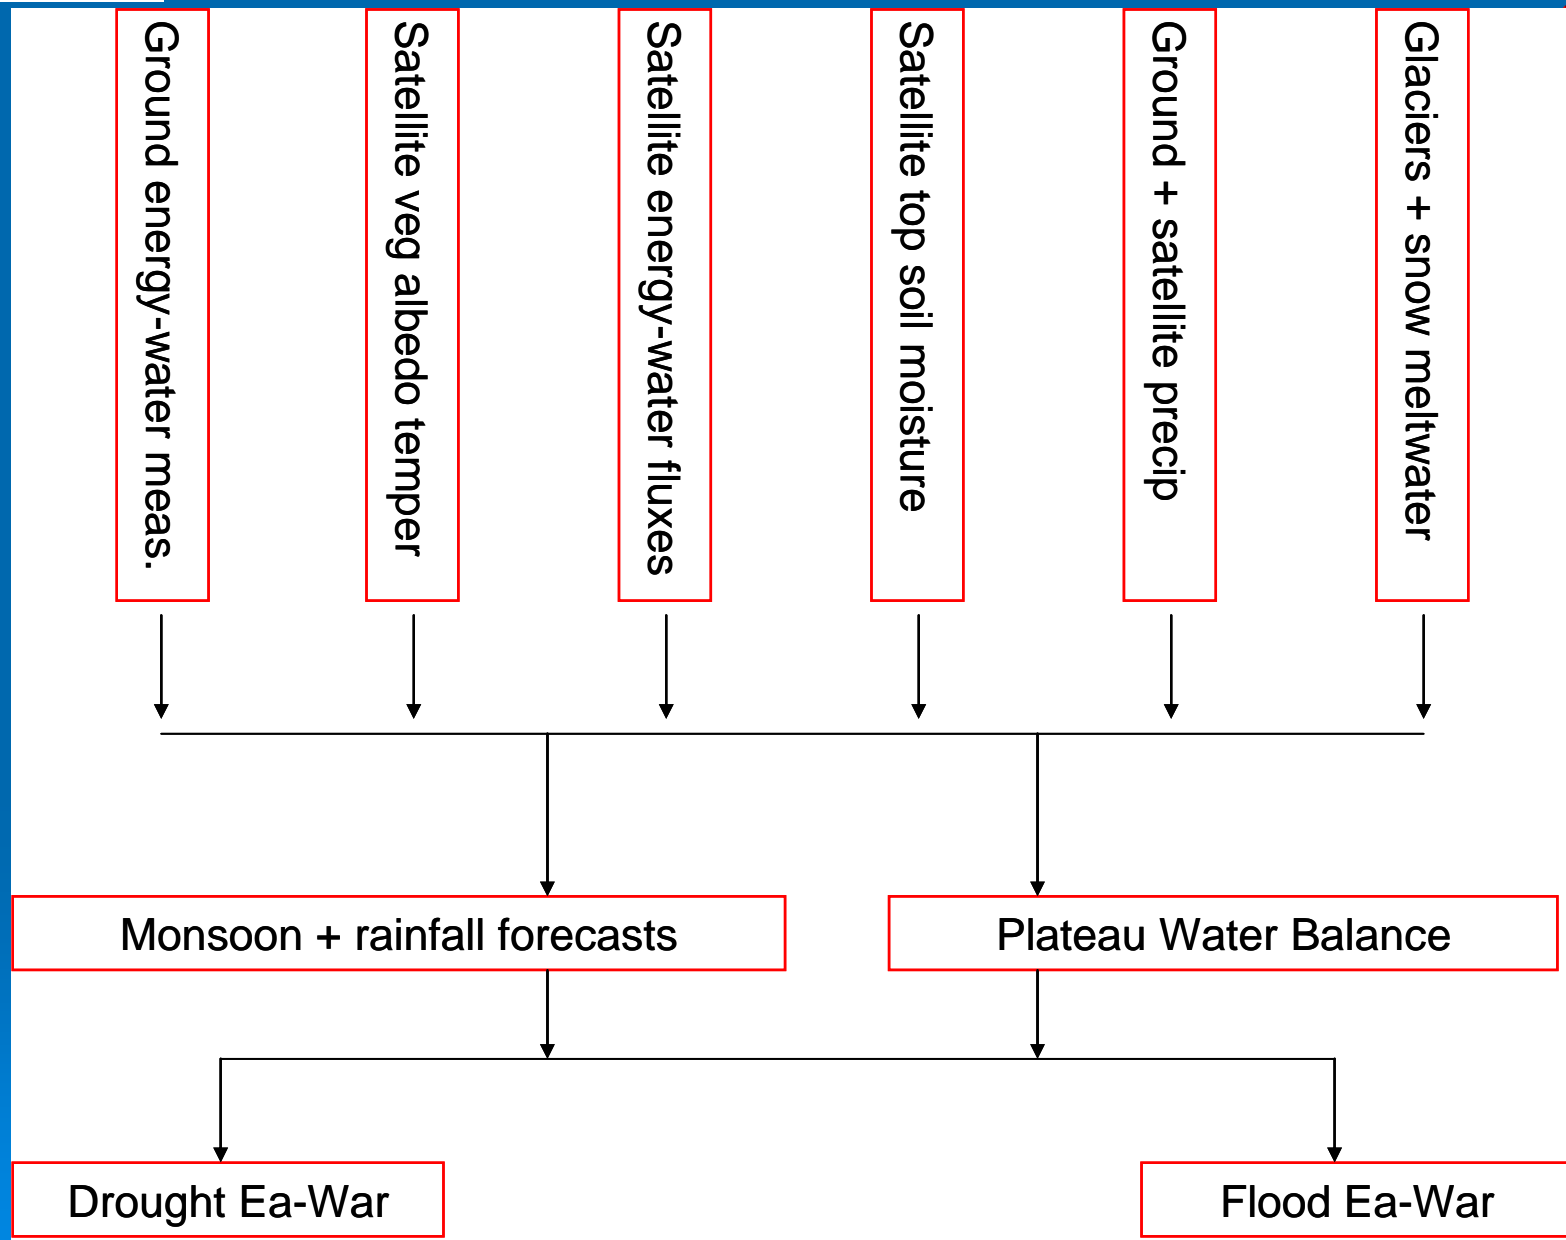 Ground energy-water meas.
Satellite veg albedo temper
Satellite energy-water fluxes
Satellite top soil moisture
Ground + satellite precip
Glaciers + snow meltwater
Monsoon + rainfall forecasts
Plateau Water Balance
Drought Ea-War
Flood Ea-War